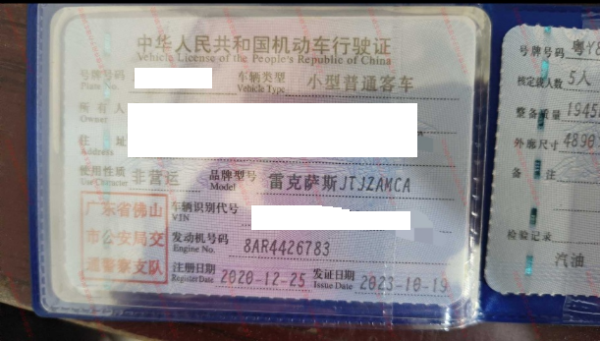 中华人民共和国机动车行驶证
Vehicle License of the People's Republic of China
号牌号码
Plate No.
车辆类型 小型普通客车
Vehicle Type
所有人
Owner
住 址
Address
使用性质 非营运
Use Character
品牌型号 雷克萨斯JTJZAMCA
Model
广东省佛山
市公安局交
通警察支队
车辆识别代号
VIN
发动机号码 8AR4426783
Engine No.
注册日期 2020-12-25
Register Date
发证日期 2023-10-19
Issue Date
号牌号码 粤Y
核定载人数 5人
整备质量 1945
外廓尺寸 4890
备 注
检验记录
汽油